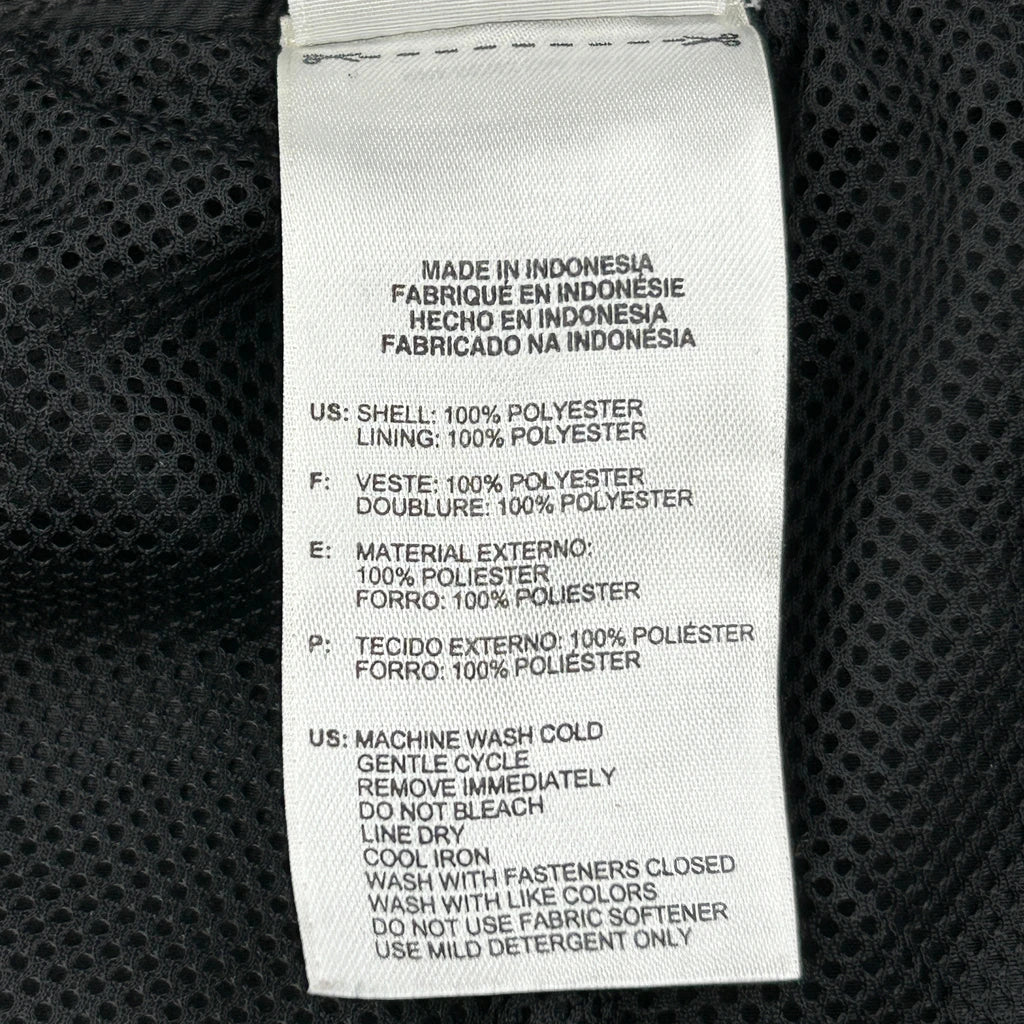 MADE IN INDONESIA
FABRIQUÉ EN INDONÉSIE
HECHO EN INDONESIA
FABRICADO NA INDONÉSIA
US: SHELL: 100% POLYESTER
LINING: 100% POLYESTER
F: VESTE: 100% POLYESTER
DOUBLURE: 100% POLYESTER
E: MATERIAL EXTERNO:
100% POLIESTER
FORRO: 100% POLIESTER
P: TECIDO EXTERNO: 100% POLIÉSTER
FORRO: 100% POLIÉSTER
US: MACHINE WASH COLD
GENTLE CYCLE
REMOVE IMMEDIATELY
DO NOT BLEACH
LINE DRY
COOL IRON
WASH WITH FASTENERS CLOSED
WASH WITH LIKE COLORS
DO NOT USE FABRIC SOFTENER
USE MILD DETERGENT ONLY